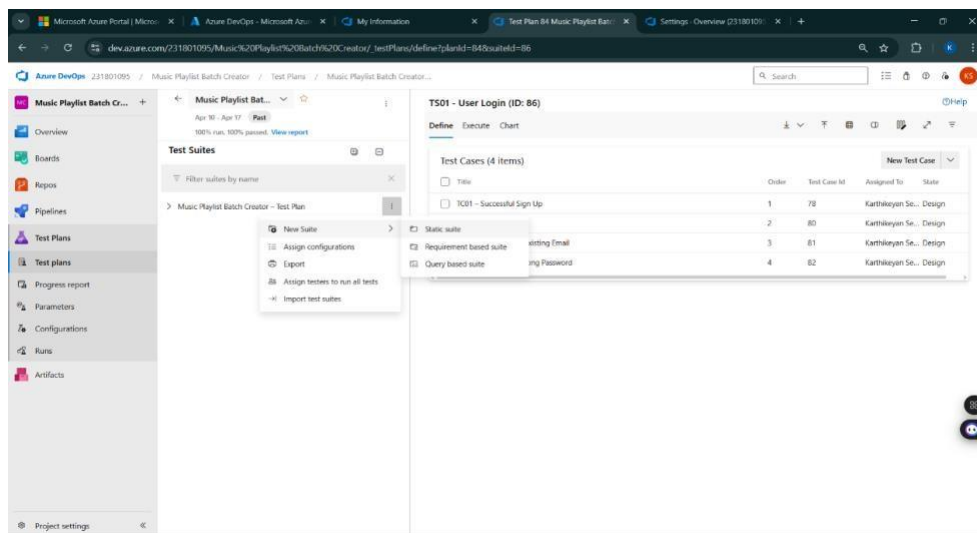 Microsoft Azure Portal | Micros
Azure DevOps - Microsoft Azur
My Information
Test Plan 84 Music Playlist Batc
Settings - Overview (231801095
dev.azure.com/231801095/Music%20Playlist%20Batch%20Creator/_testPlans/define?planId=84&suiteId=86
K
Azure DevOps 231801095 / Music Playlist Batch Creator / Test Plans / Music Playlist Batch Creator...
Search
KS
MC Music Playlist Batch Cr... +
Overview
Boards
Repos
Pipelines
Test Plans
Test plans
Progress report
Parameters
Configurations
Runs
Artifacts
Project settings
Music Playlist Bat...
Apr 10 - Apr 17 Past
100% run, 100% passed. View report
Test Suites
Filter suites by name
Music Playlist Batch Creator – Test Plan
New Suite
Assign configurations
Export
Assign testers to run all tests
Import test suites
Static suite
Requirement based suite
Query based suite
TS01 - User Login (ID: 86)
Help
Define Execute Chart
Test Cases (4 items)
New Test Case
Title Order Test Case Id Assigned To State
TC01 – Successful Sign Up 1 78 Karthikeyan Se... Design
2 80 Karthikeyan Se... Design
xisting Email 3 81 Karthikeyan Se... Design
ong Password 4 82 Karthikeyan Se... Design